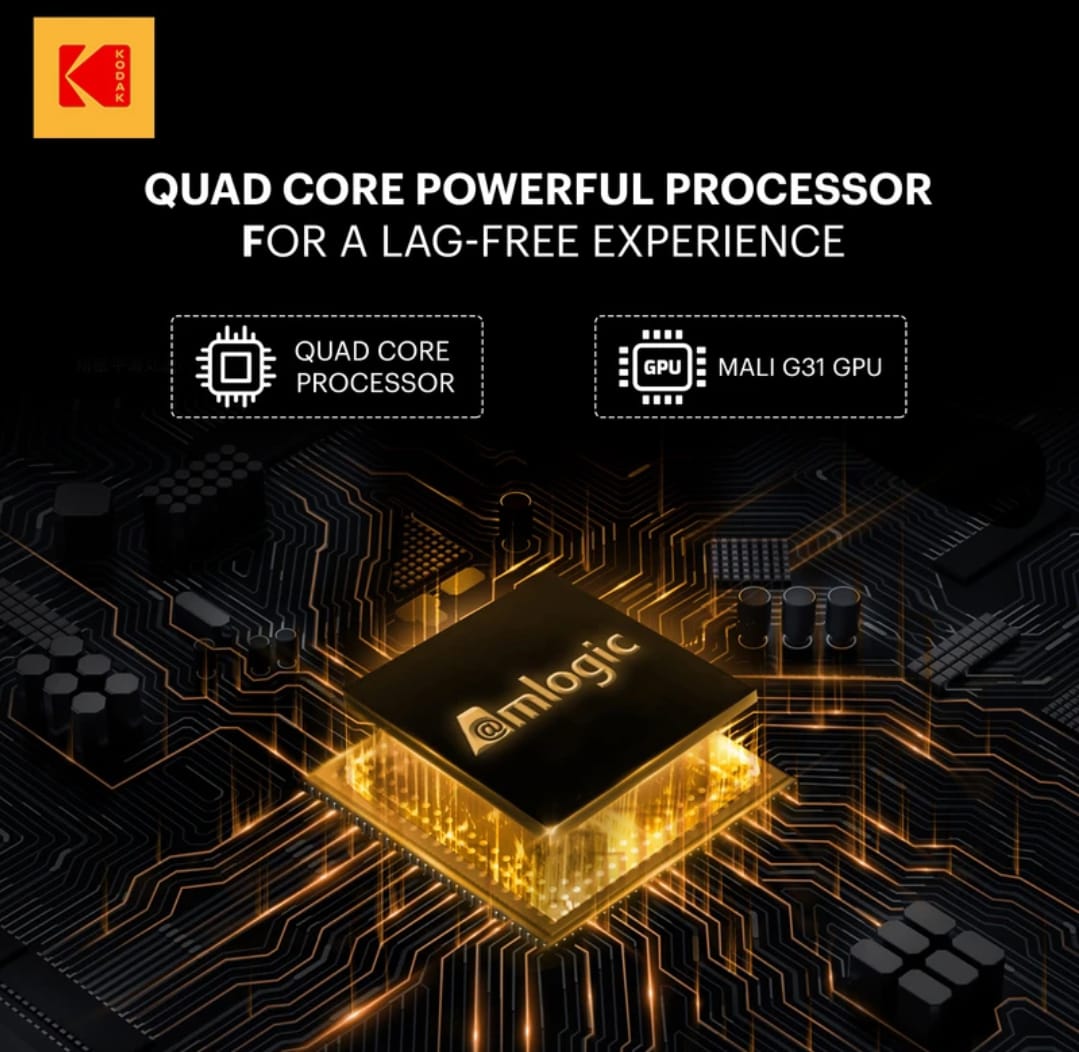 KODAK
QUAD CORE POWERFUL PROCESSOR
FOR A LAG-FREE EXPERIENCE
QUAD CORE
PROCESSOR
GPU
MALI G31 GPU
@mlogic